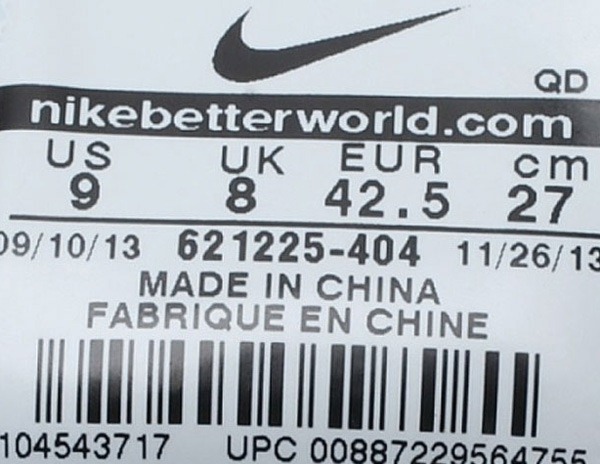 QD
nikebetterworld.com
US UK EUR cm
9 8 42.5 27
09/10/13 621225-404 11/26/13
MADE IN CHINA
FABRIQUE EN CHINE
104543717 UPC 00887229564755